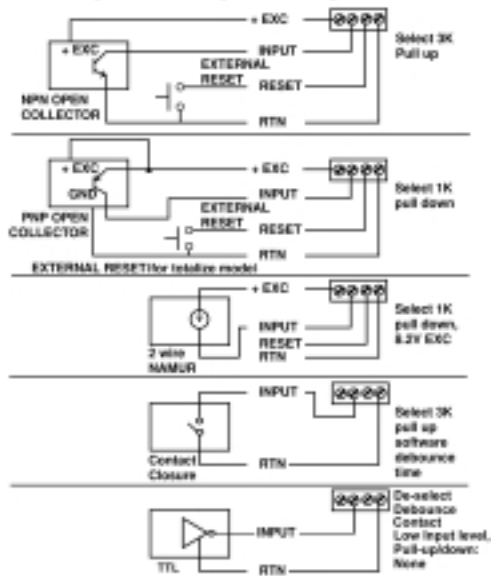 + EXC
+ EXC
INPUT
EXTERNAL
RESET
RESET
NPN OPEN
COLLECTOR
RTN
Select 3K
Pull up
+ EXC
GND
+ EXC
INPUT
EXTERNAL
RESET
RESET
PNP OPEN
COLLECTOR
RTN
EXTERNAL RESET for totalize model
Select 1K
pull down
+ EXC
INPUT
RESET
RTN
2 wire
NAMUR
Select 1K
pull down,
8.2V EXC
INPUT
Contact
Closure
RTN
Select 3K
pull up
software
debounce
time
INPUT
TTL
RTN
De-select
Debounce
Contact
Low Input level,
Pull-up/down:
None